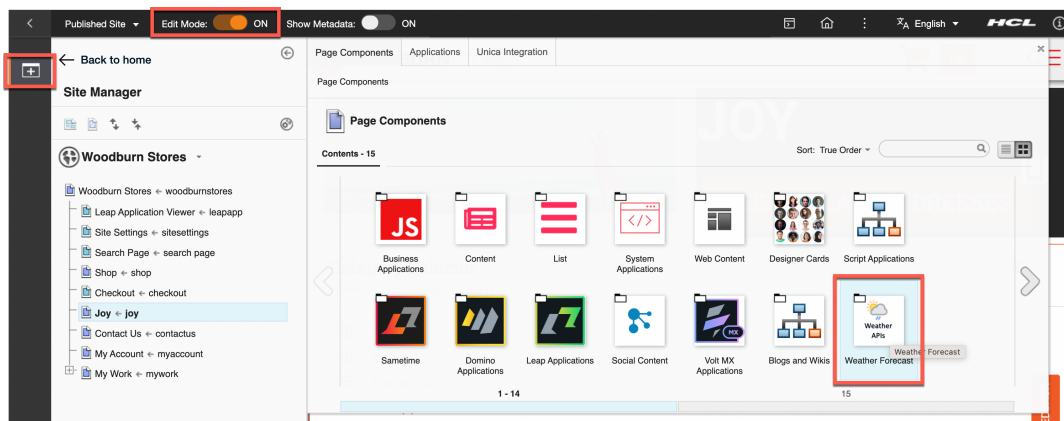 Published Site
Edit Mode: ON
Show Metadata: ON
English
HCL
Back to home
Site Manager
Woodburn Stores
Woodburn Stores ← woodburnstores
Leap Application Viewer ← leapapp
Site Settings ← sitesettings
Search Page ← search page
Shop ← shop
Checkout ← checkout
Joy ← joy
Contact Us ← contactus
My Account ← myaccount
My Work ← mywork
Page Components Applications Unica Integration
Page Components
Page Components
JOY
Contents - 15
Sort: True Order
JS
Business
Applications
Content
List
System
Applications
Web Content
Designer Cards
Script Applications
Sametime
Domino
Applications
Leap Applications
Social Content
MX
Volt MX
Applications
Blogs and Wikis
Weather
APIs
Weather Forecast
Weather Forecast
1 - 14
15